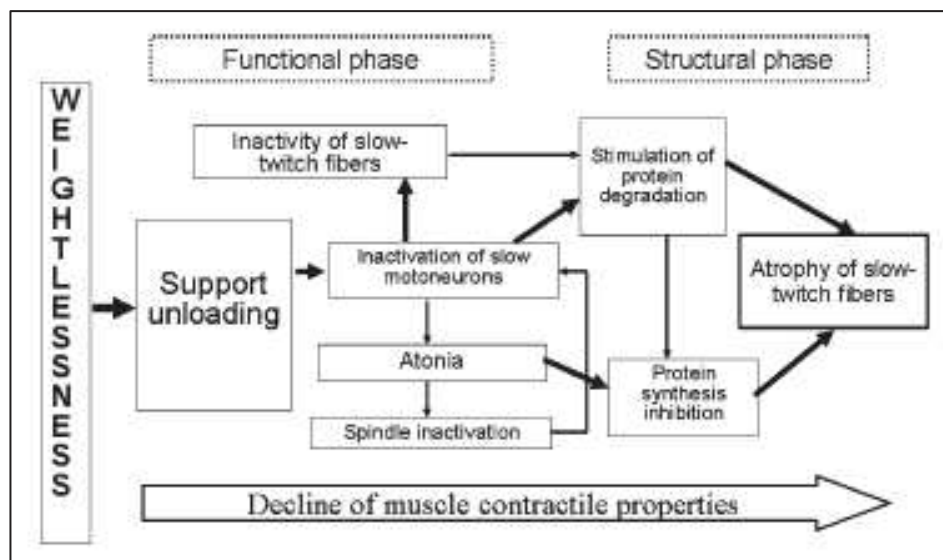 Functional phase
Structural phase
WEIGHTLESSNESS
Inactivity of slow-
twitch fibers
Stimulation of
protein
degradation
Support
unloading
Inactivation of slow
motoneurons
Atrophy of slow-
twitch fibers
Atonia
Protein
synthesis
inhibition
Spindle inactivation
Decline of muscle contractile properties